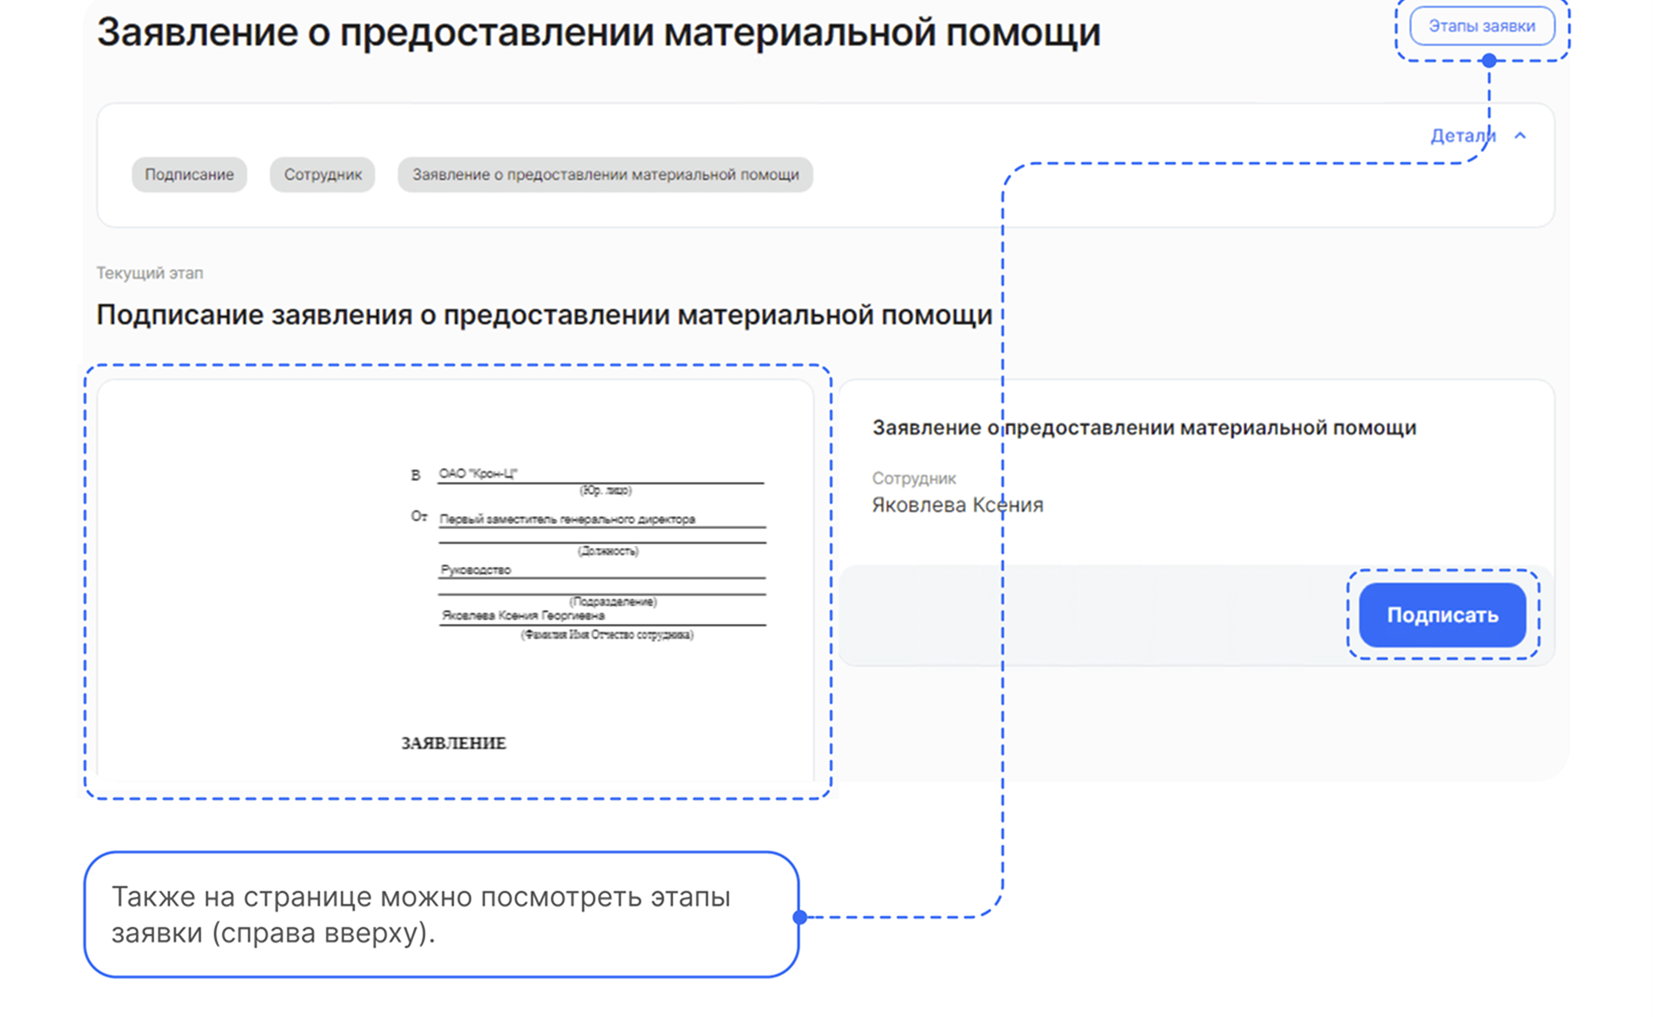 Заявление о предоставлении материальной помощи
Этапы заявки
Детали
Подписание
Сотрудник
Заявление о предоставлении материальной помощи
Текущий этап
Подписание заявления о предоставлении материальной помощи
В ОАО "Крон-Ц"
(Юр. лицо)
От Первый заместитель генерального директора
(Должность)
Руководство
(Подразделение)
Яковлева Ксения Георгиевна
(Фамилия Имя Отчество сотрудника)
ЗАЯВЛЕНИЕ
Заявление о предоставлении материальной помощи
Сотрудник
Яковлева Ксения
Подписать
Также на странице можно посмотреть этапы
заявки (справа вверху).